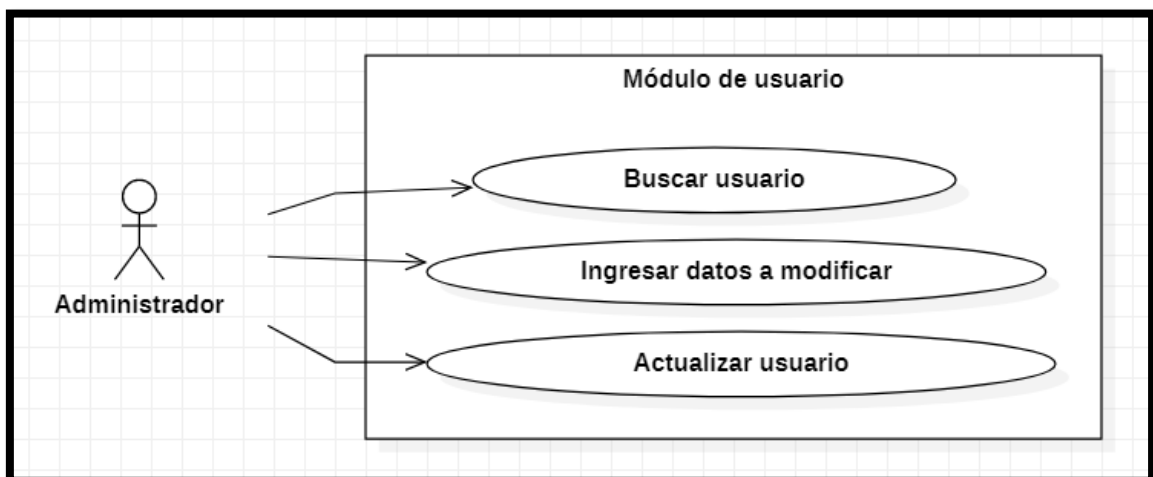 Módulo de usuario
Buscar usuario
Ingresar datos a modificar
Administrador
Actualizar usuario